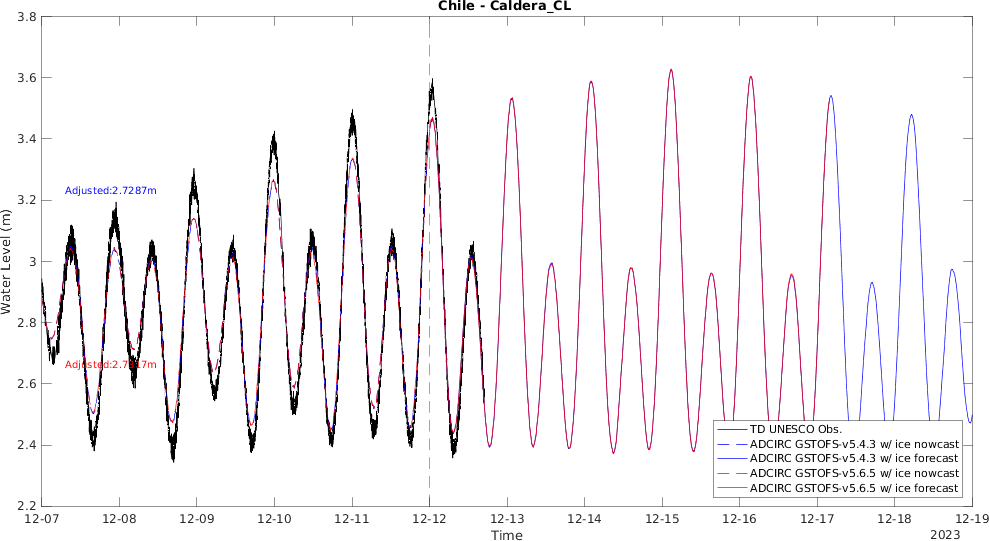 Chile - Caldera_CL
3.8
3.6
3.4
3.2
3
2.8
2.6
2.4
2.2
Water Level (m)
Adjusted:2.7287m
TD UNESCO Obs.
ADCIRC GSTOFS-v5.4.3 w/ ice nowcast
ADCIRC GSTOFS-v5.4.3 w/ ice forecast
ADCIRC GSTOFS-v5.6.5 w/ ice nowcast
ADCIRC GSTOFS-v5.6.5 w/ ice forecast
12-07
12-08
12-09
12-10
12-11
12-12
12-13
12-14
12-15
12-16
12-17
12-18
12-19
Time
2023